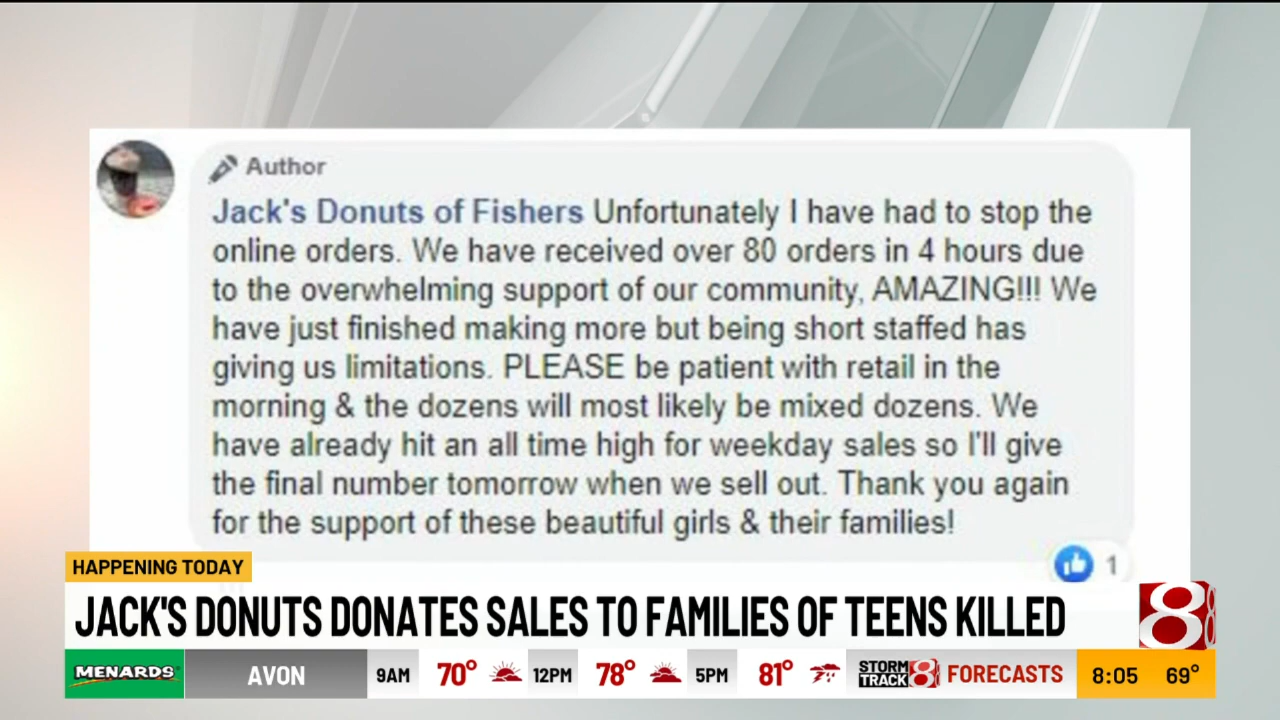 Author
Jack's Donuts of Fishers Unfortunately I have had to stop the
online orders. We have received over 80 orders in 4 hours due
to the overwhelming support of our community, AMAZING!!! We
have just finished making more but being short staffed has
giving us limitations. PLEASE be patient with retail in the
morning & the dozens will most likely be mixed dozens. We
have already hit an all time high for weekday sales so I'll give
the final number tomorrow when we sell out. Thank you again
for the support of these beautiful girls & their families!
1
HAPPENING TODAY
JACK'S DONUTS DONATES SALES TO FAMILIES OF TEENS KILLED
8
MENARDS AVON 9AM 70° 12PM 78° 5PM 81° STORM TRACK 8 FORECASTS 8:05 69°